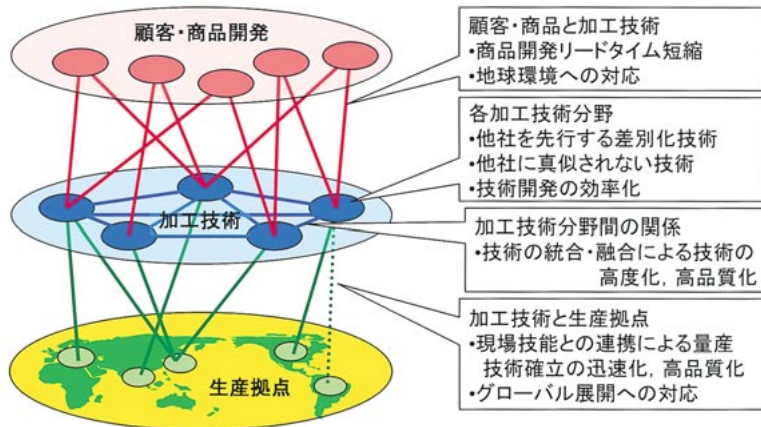 顧客・商品開発
加工技術
生産拠点
顧客・商品と加工技術
•商品開発リードタイム短縮
•地球環境への対応
各加工技術分野
•他社を先行する差別化技術
•他社に真似されない技術
•技術開発の効率化
加工技術分野間の関係
•技術の統合・融合による技術の
高度化, 高品質化
加工技術と生産拠点
•現場技能との連携による量産
技術確立の迅速化, 高品質化
•グローバル展開への対応